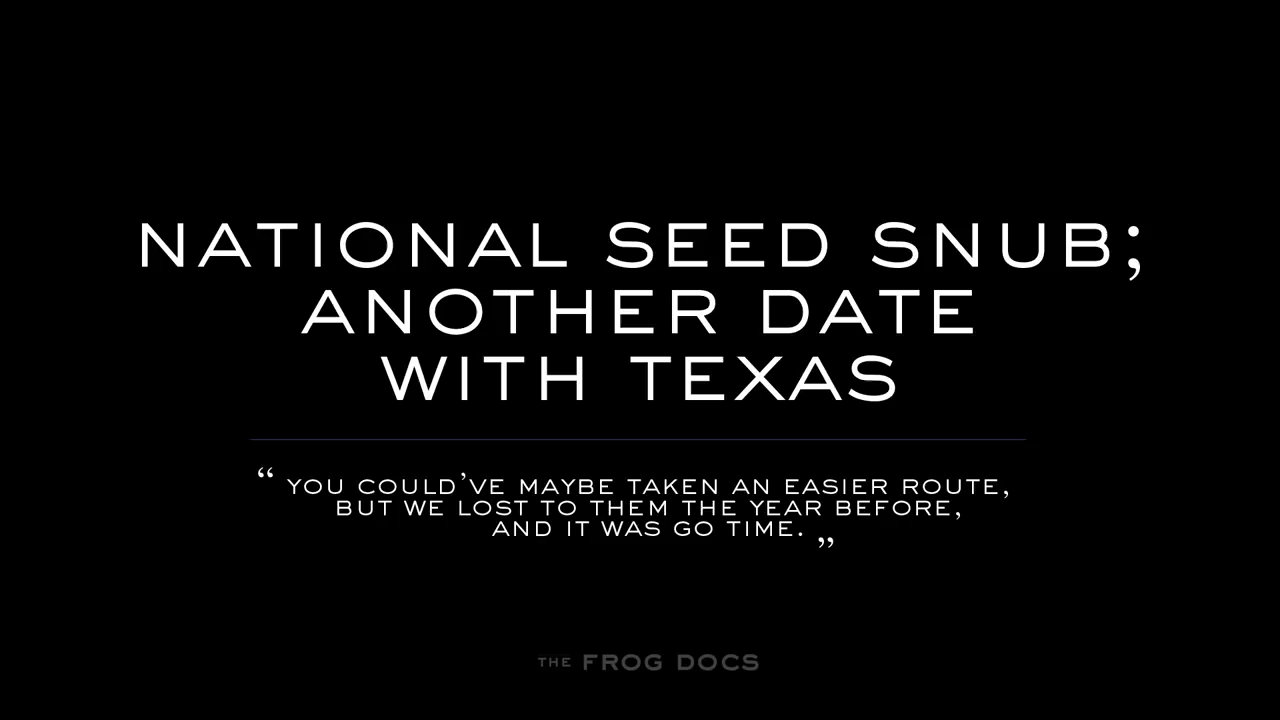 NATIONAL SEED SNUB;
ANOTHER DATE
WITH TEXAS
“ YOU COULD’VE MAYBE TAKEN AN EASIER ROUTE,
BUT WE LOST TO THEM THE YEAR BEFORE,
AND IT WAS GO TIME. ”
THE FROG DOCS